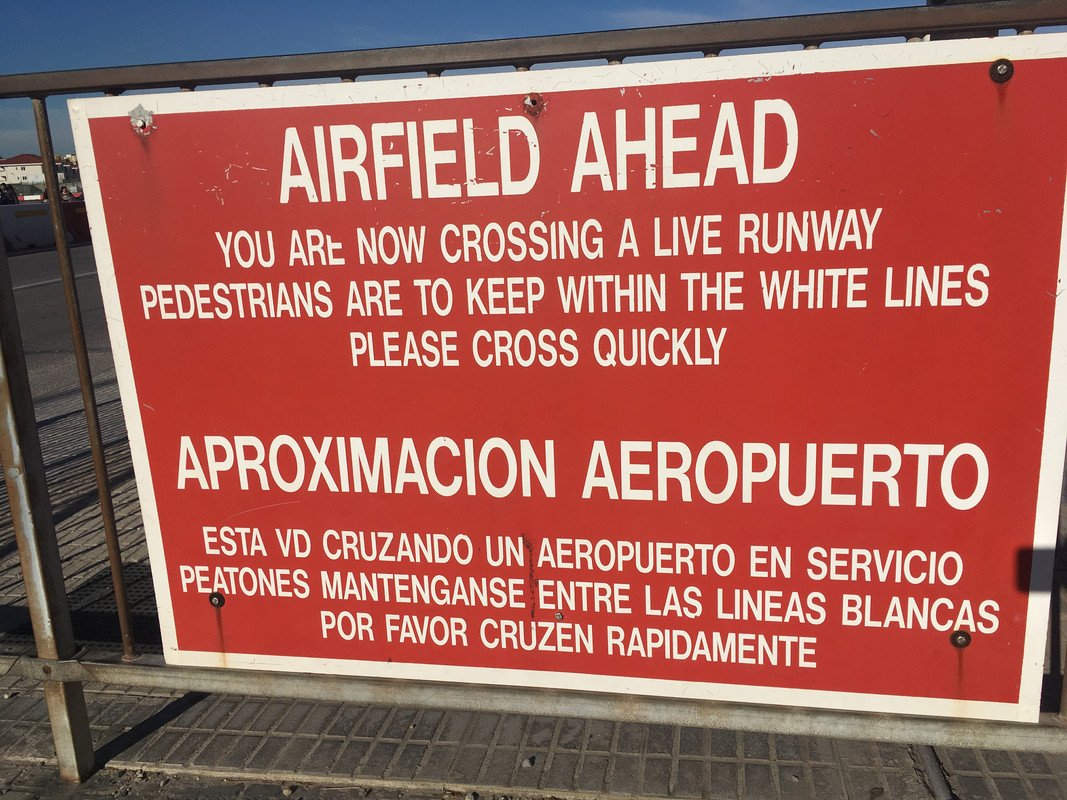 AIRFIELD AHEAD
YOU ARE NOW CROSSING A LIVE RUNWAY
PEDESTRIANS ARE TO KEEP WITHIN THE WHITE LINES
PLEASE CROSS QUICKLY
APROXIMACION AEROPUERTO
ESTA VD CRUZANDO UN AEROPUERTO EN SERVICIO
PEATONES MANTENGANSE ENTRE LAS LINEAS BLANCAS
POR FAVOR CRUZEN RAPIDAMENTE